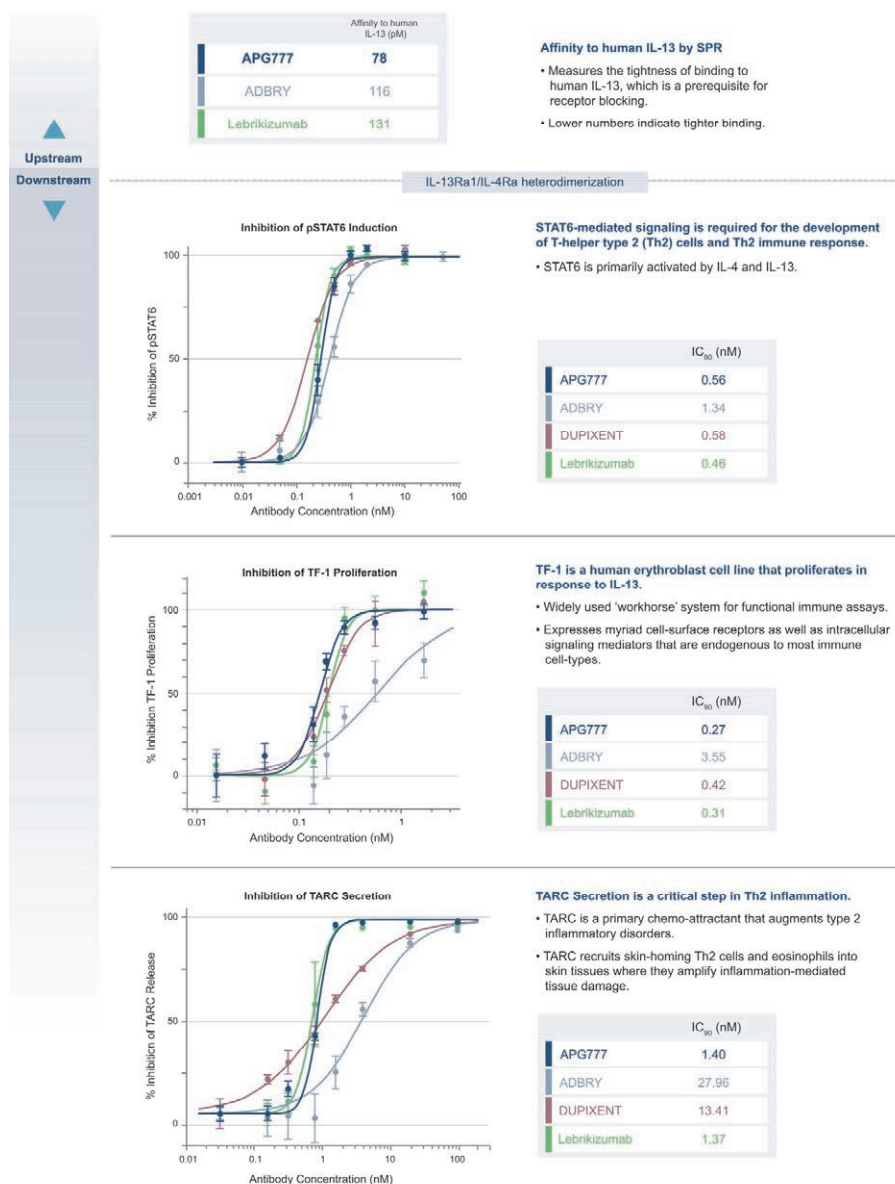 Affinity to human
IL-13 (pM)
APG777 78
ADBRY 116
Lebrikizumab 131
Affinity to human IL-13 by SPR
• Measures the tightness of binding to
human IL-13, which is a prerequisite for
receptor blocking.
• Lower numbers indicate tighter binding.
Upstream
Downstream
IL-13Ra1/IL-4Ra heterodimerization
Inhibition of pSTAT6 Induction
% Inhibition of pSTAT6
100
50
0
0.001 0.01 0.1 1 10 100
Antibody Concentration (nM)
STAT6-mediated signaling is required for the development
of T-helper type 2 (Th2) cells and Th2 immune response.
• STAT6 is primarily activated by IL-4 and IL-13.
IC90 (nM)
APG777 0.56
ADBRY 1.34
DUPIXENT 0.58
Lebrikizumab 0.46
Inhibition of TF-1 Proliferation
% Inhibition TF-1 Proliferation
100
50
0
0.01 0.1 1
Antibody Concentration (nM)
TF-1 is a human erythroblast cell line that proliferates in
response to IL-13.
• Widely used 'workhorse' system for functional immune assays.
• Expresses myriad cell-surface receptors as well as intracellular
signaling mediators that are endogenous to most immune
cell-types.
IC90 (nM)
APG777 0.27
ADBRY 3.55
DUPIXENT 0.42
Lebrikizumab 0.31
Inhibition of TARC Secretion
% Inhibition of TARC Release
100
50
0
0.01 0.1 1 10 100
Antibody Concentration (nM)
TARC Secretion is a critical step in Th2 inflammation.
• TARC is a primary chemo-attractant that augments type 2
inflammatory disorders.
• TARC recruits skin-homing Th2 cells and eosinophils into
skin tissues where they amplify inflammation-mediated
tissue damage.
IC90 (nM)
APG777 1.40
ADBRY 27.96
DUPIXENT 13.41
Lebrikizumab 1.37